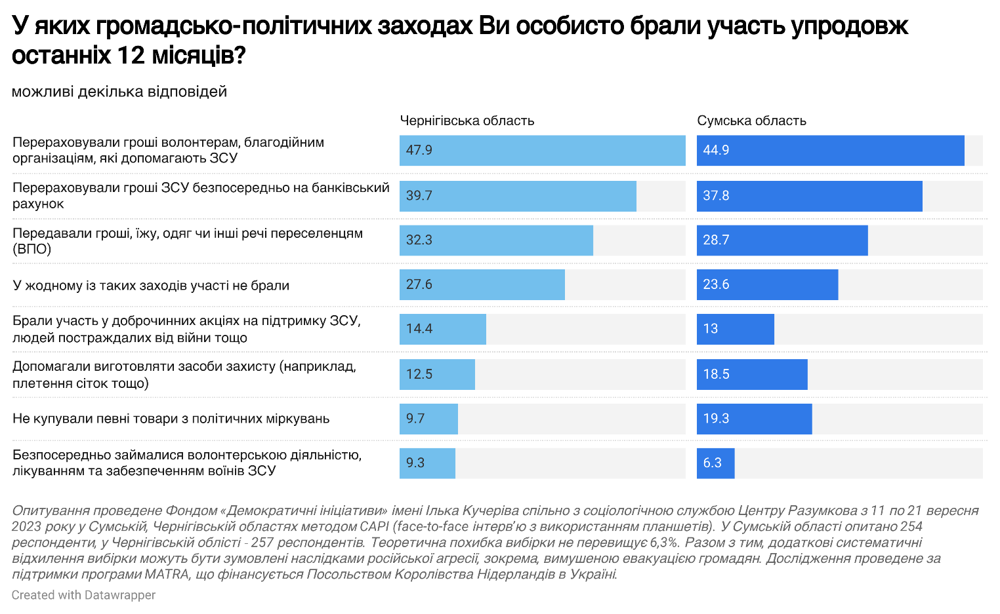 У яких громадсько-політичних заходах Ви особисто брали участь упродовж
останніх 12 місяців?
можливі декілька відповідей
Чернігівська область
Сумська область
Перераховували гроші волонтерам, благодійним
організаціям, які допомагають ЗСУ
47.9
44.9
Перераховували гроші ЗСУ безпосередньо на банківський
рахунок
39.7
37.8
Передавали гроші, їжу, одяг чи інші речі переселенцям
(ВПО)
32.3
28.7
У жодному із таких заходів участі не брали
27.6
23.6
Брали участь у доброчинних акціях на підтримку ЗСУ,
людей постраждалих від війни тощо
14.4
13
Допомагали виготовляти засоби захисту (наприклад,
плетення сіток тощо)
12.5
18.5
Не купували певні товари з політичних міркувань
9.7
19.3
Безпосередньо займалися волонтерською діяльністю,
лікуванням та забезпеченням воїнів ЗСУ
9.3
6.3
Опитування проведене Фондом «Демократичні ініціативи» імені Ілька Кучеріва спільно з соціологічною службою Центру Разумкова з 11 по 21 вересня
2023 року у Сумській, Чернігівській областях методом CAPI (face-to-face інтерв’ю з використанням планшетів). У Сумській області опитано 254
респонденти, у Чернігівській облісті - 257 респондентів. Теоретична похибка вибірки не перевищує 6,3%. Разом з тим, додаткові систематичні
відхилення вибірки можуть бути зумовлені наслідками російської агресії, зокрема, вимушеною евакуацією громадян. Дослідження проведене за
підтримки програми MATRA, що фінансується Посольством Королівства Нідерландів в Україні.
Created with Datawrapper